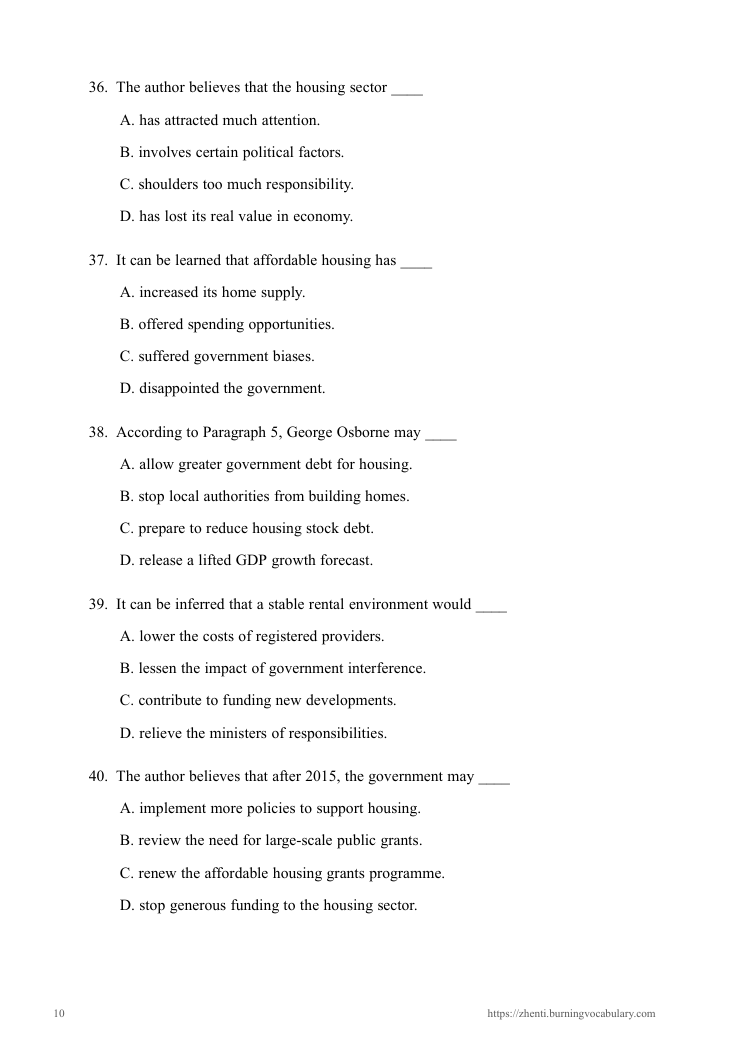 36. The author believes that the housing sector ____
A. has attracted much attention.
B. involves certain political factors.
C. shoulders too much responsibility.
D. has lost its real value in economy.
37. It can be learned that affordable housing has ____
A. increased its home supply.
B. offered spending opportunities.
C. suffered government biases.
D. disappointed the government.
38. According to Paragraph 5, George Osborne may ____
A. allow greater government debt for housing.
B. stop local authorities from building homes.
C. prepare to reduce housing stock debt.
D. release a lifted GDP growth forecast.
39. It can be inferred that a stable rental environment would ____
A. lower the costs of registered providers.
B. lessen the impact of government interference.
C. contribute to funding new developments.
D. relieve the ministers of responsibilities.
40. The author believes that after 2015, the government may ____
A. implement more policies to support housing.
B. review the need for large-scale public grants.
C. renew the affordable housing grants programme.
D. stop generous funding to the housing sector.
10 https://zhenti.burningvocabulary.com